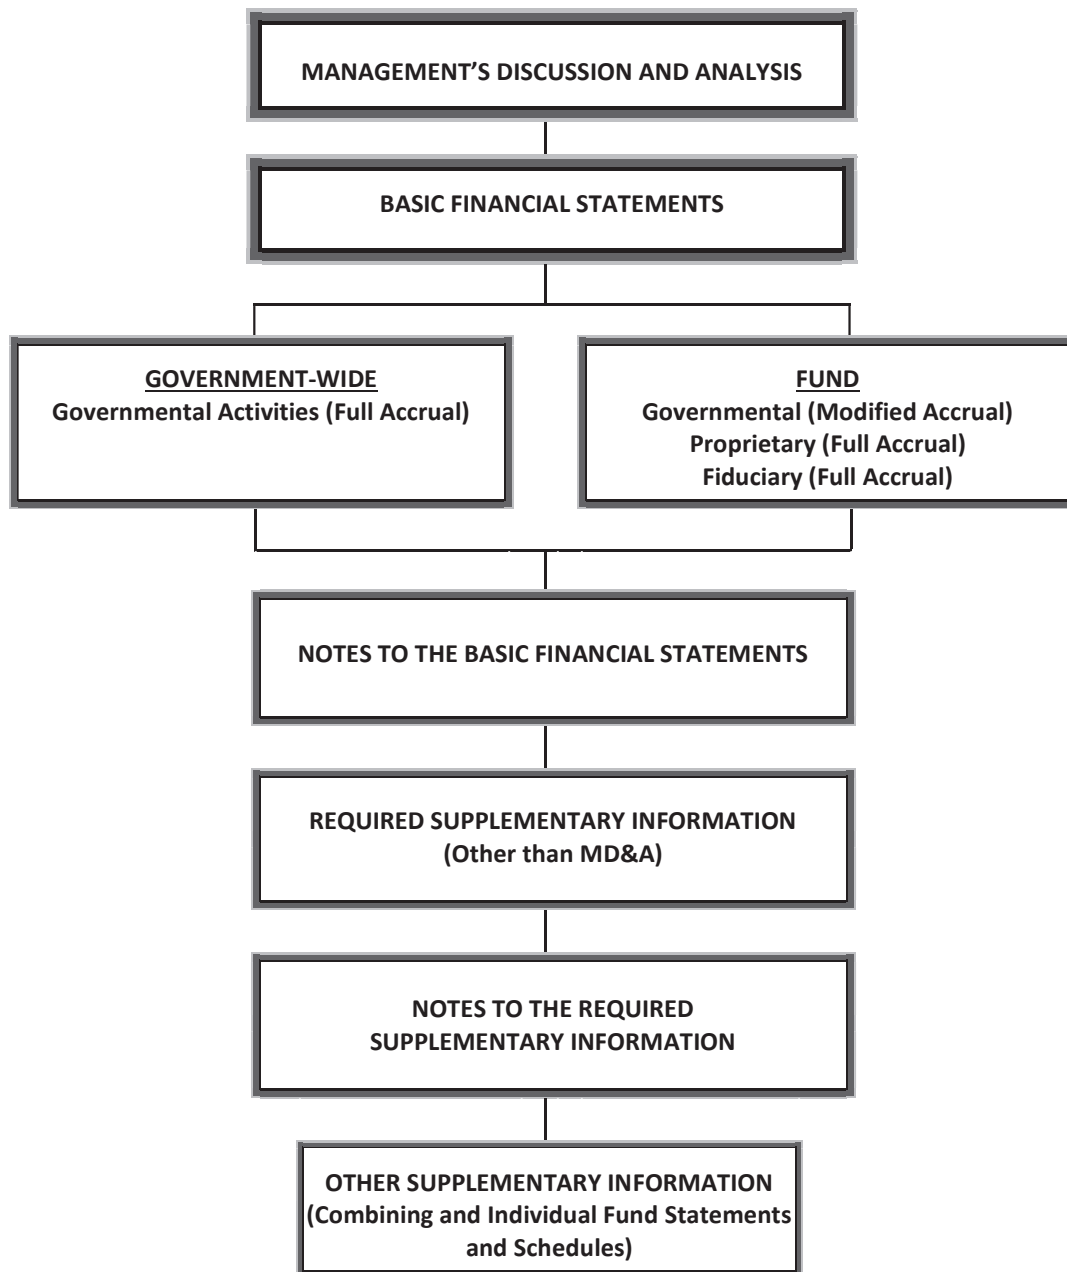 MANAGEMENT’S DISCUSSION AND ANALYSIS
BASIC FINANCIAL STATEMENTS
GOVERNMENT-WIDE
Governmental Activities (Full Accrual)
FUND
Governmental (Modified Accrual)
Proprietary (Full Accrual)
Fiduciary (Full Accrual)
NOTES TO THE BASIC FINANCIAL STATEMENTS
REQUIRED SUPPLEMENTARY INFORMATION
(Other than MD&A)
NOTES TO THE REQUIRED
SUPPLEMENTARY INFORMATION
OTHER SUPPLEMENTARY INFORMATION
(Combining and Individual Fund Statements
and Schedules)